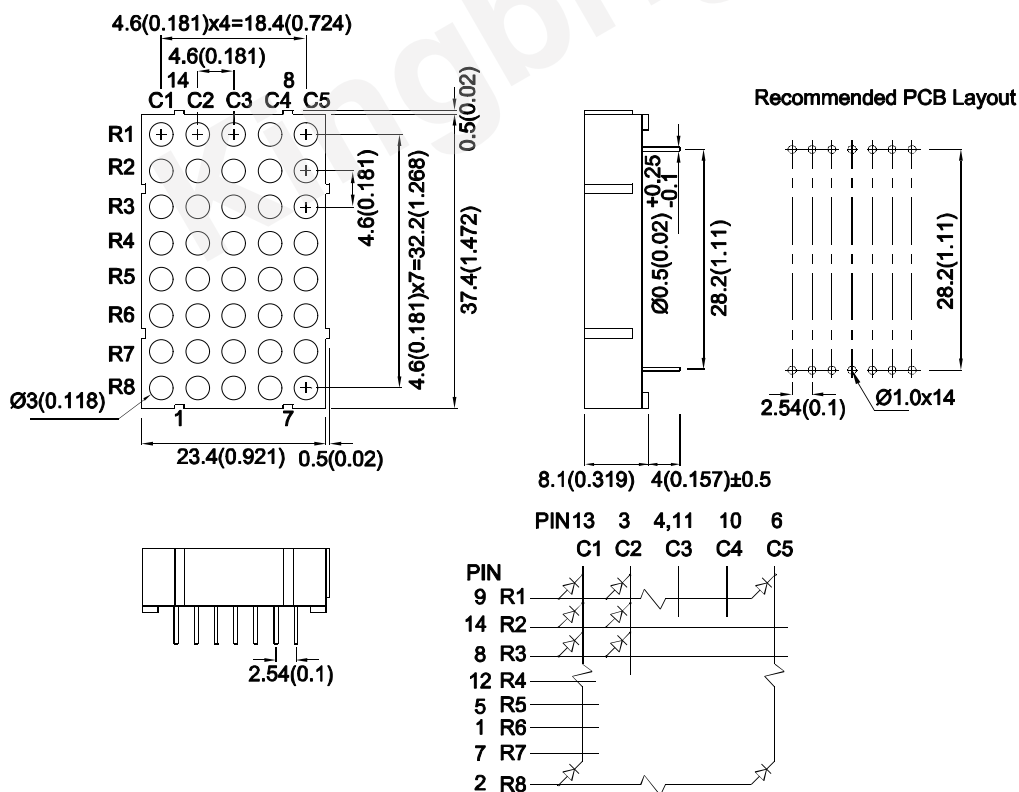 4.6(0.181)x4=18.4(0.724)
4.6(0.181)
14 8
C1 C2 C3 C4 C5
R1
R2
R3
R4
R5
R6
R7
R8
Ø3(0.118)
1 7
23.4(0.921) 0.5(0.02)
0.5(0.02)
4.6(0.181)
4.6(0.181)x7=32.2(1.268)
37.4(1.472)
Ø0.5(0.02) +0.25 -0.1
28.2(1.11)
8.1(0.319) 4(0.157)±0.5
Recommended PCB Layout
28.2(1.11)
2.54(0.1) Ø1.0x14
2.54(0.1)
PIN 13 3 4,11 10 6
C1 C2 C3 C4 C5
PIN
9 R1
14 R2
8 R3
12 R4
5 R5
1 R6
7 R7
2 R8